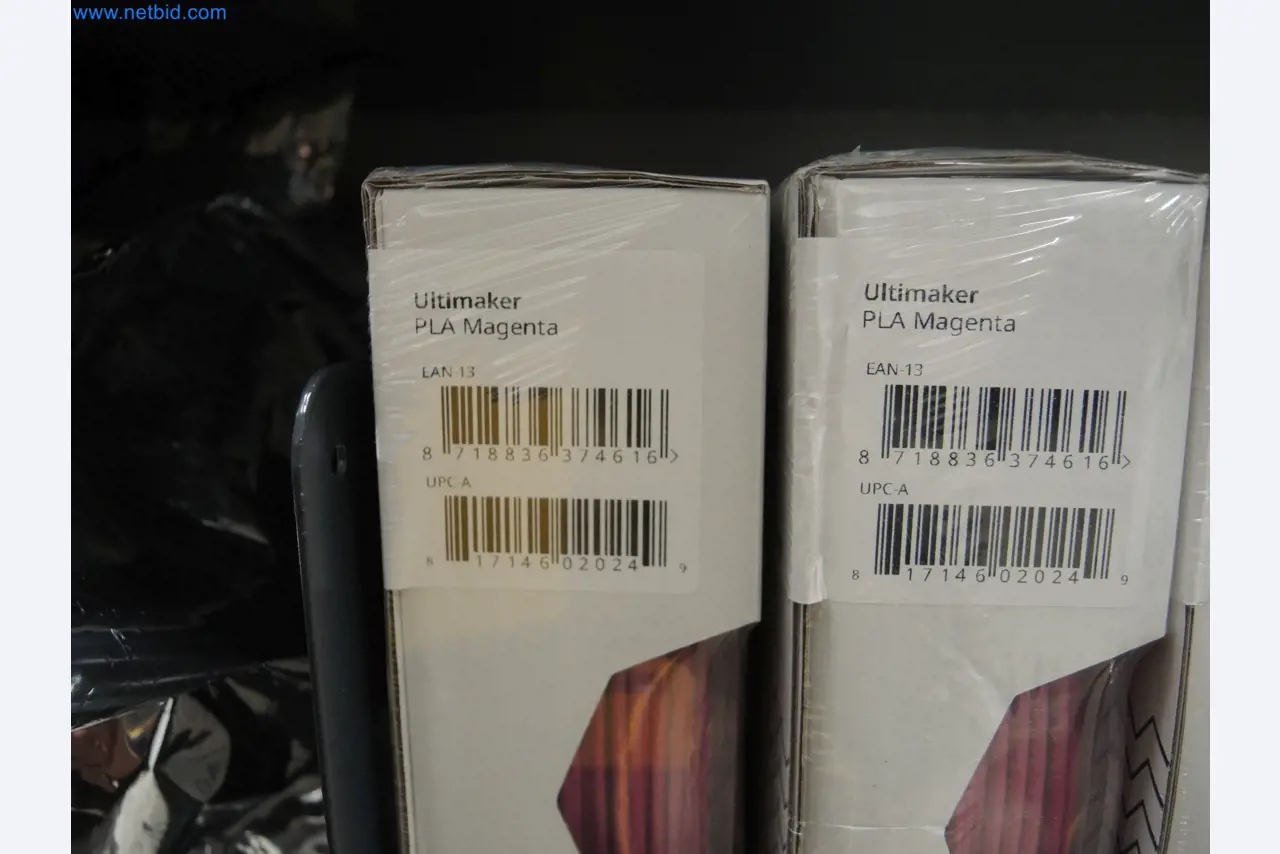 www.netbid.com
Ultimaker
PLA Magenta
EAN-13
8 718836 374616 >
UPC-A
8 17146 02024 9
Ultimaker
PLA Magenta
EAN-13
8 718836 374616 >
UPC-A
8 17146 02024 9